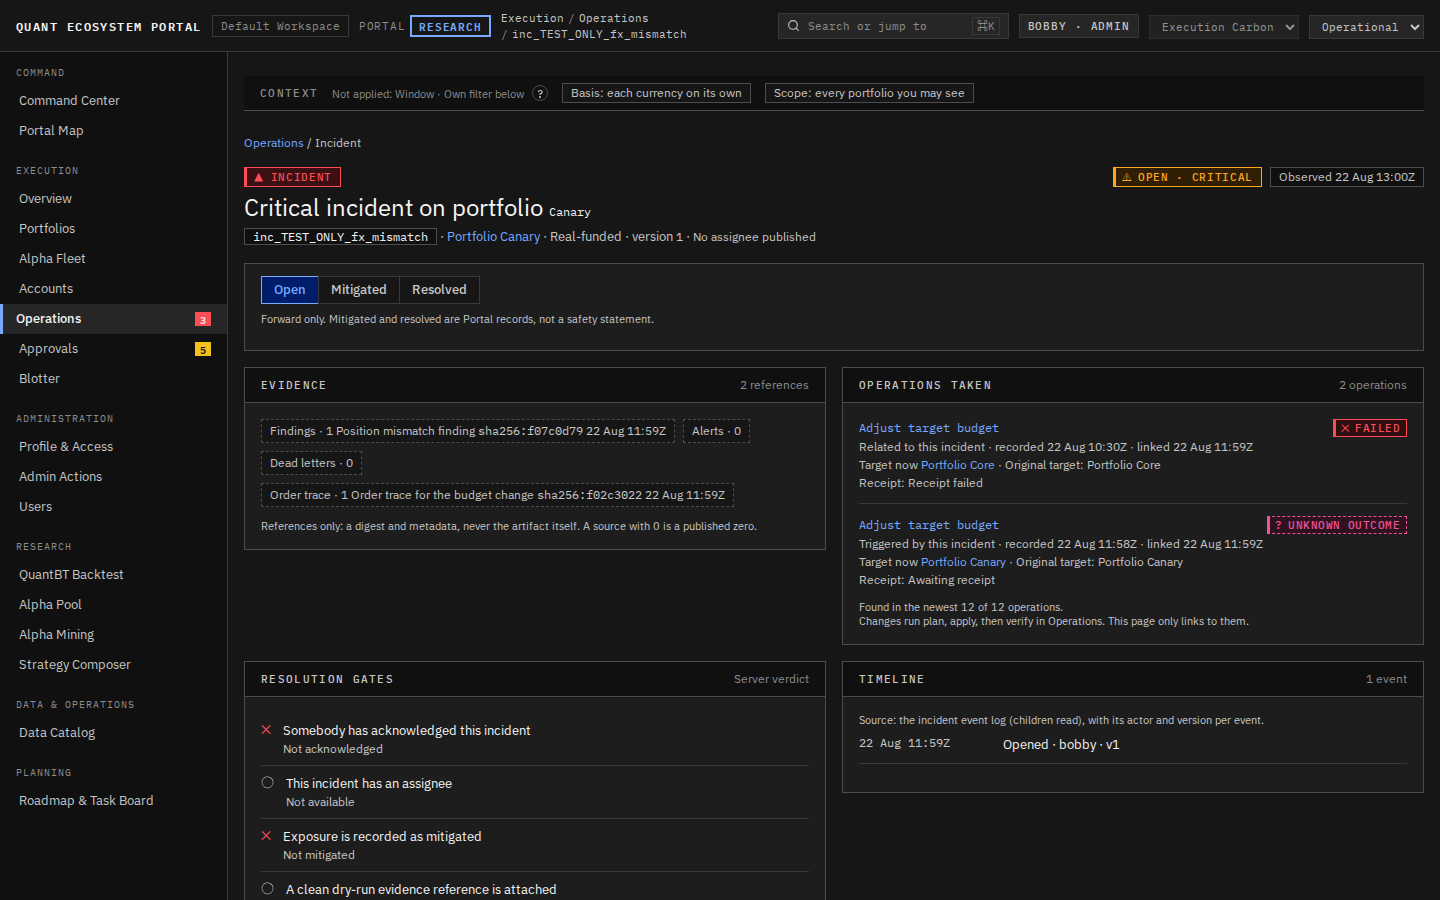 QUANT ECOSYSTEM PORTAL
Default Workspace
PORTAL
RESEARCH
Execution / Operations
/ inc_TEST_ONLY_fx_mismatch
Search or jump to
⌘K
BOBBY · ADMIN
Execution Carbon
Operational
COMMAND
Command Center
Portal Map
EXECUTION
Overview
Portfolios
Alpha Fleet
Accounts
Operations 3
Approvals 5
Blotter
ADMINISTRATION
Profile & Access
Admin Actions
Users
RESEARCH
QuantBT Backtest
Alpha Pool
Alpha Mining
Strategy Composer
DATA & OPERATIONS
Data Catalog
PLANNING
Roadmap & Task Board
CONTEXT Not applied: Window · Own filter below ? Basis: each currency on its own Scope: every portfolio you may see
Operations / Incident
INCIDENT
OPEN · CRITICAL
Observed 22 Aug 13:00Z
Critical incident on portfolio Canary
inc_TEST_ONLY_fx_mismatch · Portfolio Canary · Real-funded · version 1 · No assignee published
Open Mitigated Resolved
Forward only. Mitigated and resolved are Portal records, not a safety statement.
EVIDENCE 2 references
Findings · 1 Position mismatch finding sha256:f07c0d79 22 Aug 11:59Z
Alerts · 0
Dead letters · 0
Order trace · 1 Order trace for the budget change sha256:f02c3022 22 Aug 11:59Z
References only: a digest and metadata, never the artifact itself. A source with 0 is a published zero.
OPERATIONS TAKEN 2 operations
Adjust target budget FAILED
Related to this incident · recorded 22 Aug 10:30Z · linked 22 Aug 11:59Z
Target now Portfolio Core · Original target: Portfolio Core
Receipt: Receipt failed
Adjust target budget ? UNKNOWN OUTCOME
Triggered by this incident · recorded 22 Aug 11:58Z · linked 22 Aug 11:59Z
Target now Portfolio Canary · Original target: Portfolio Canary
Receipt: Awaiting receipt
Found in the newest 12 of 12 operations.
Changes run plan, apply, then verify in Operations. This page only links to them.
RESOLUTION GATES Server verdict
Somebody has acknowledged this incident
Not acknowledged
This incident has an assignee
Not available
Exposure is recorded as mitigated
Not mitigated
A clean dry-run evidence reference is attached
TIMELINE 1 event
Source: the incident event log (children read), with its actor and version per event.
22 Aug 11:59Z Opened · bobby · v1